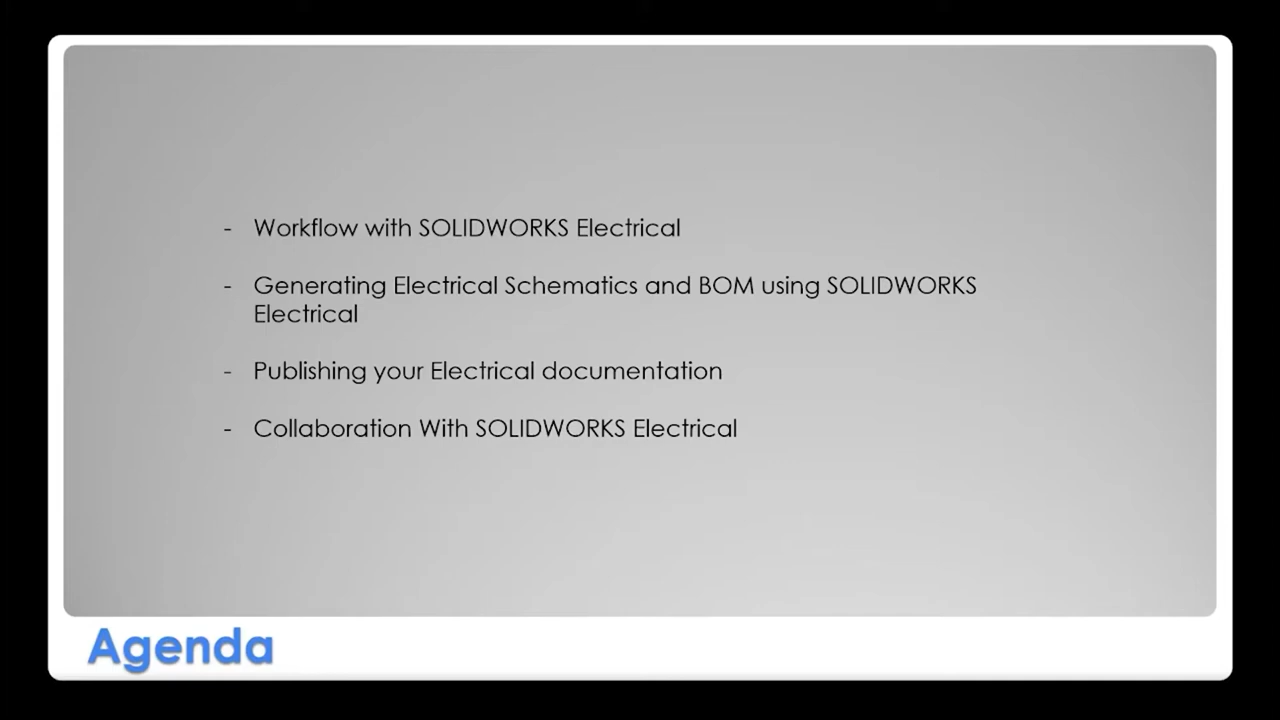 - Workflow with SOLIDWORKS Electrical
- Generating Electrical Schematics and BOM using SOLIDWORKS
Electrical
- Publishing your Electrical documentation
- Collaboration With SOLIDWORKS Electrical
Agenda